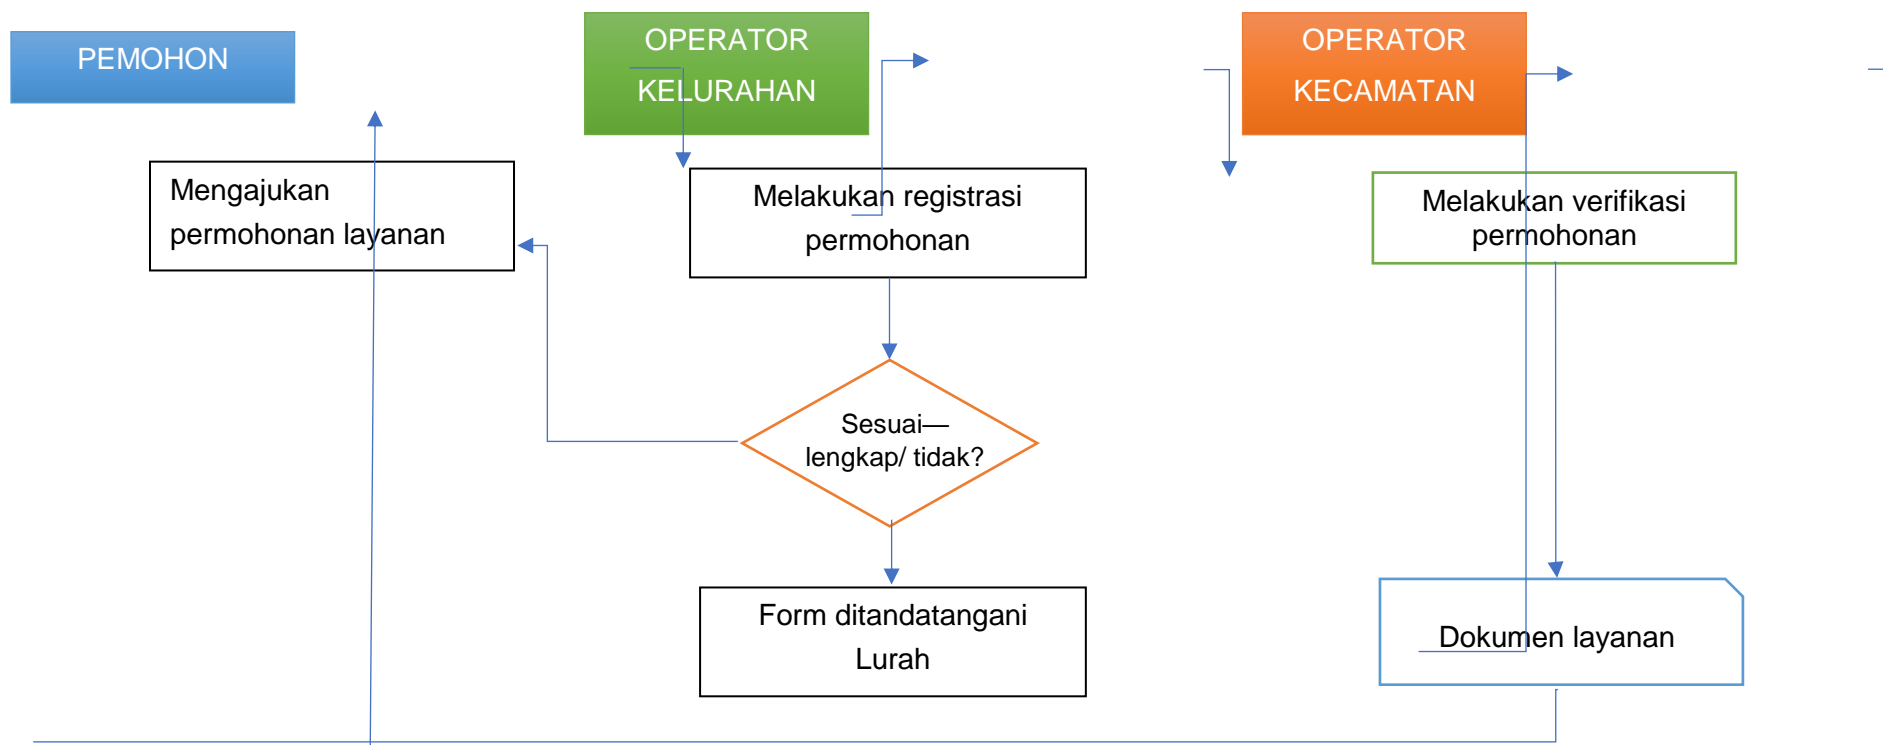 PEMOHON
OPERATOR
KELURAHAN
OPERATOR
KECAMATAN
Mengajukan
permohonan layanan
Melakukan registrasi
permohonan
Melakukan verifikasi
permohonan
Sesuai—
lengkap/ tidak?
Form ditandatangani
Lurah
Dokumen layanan